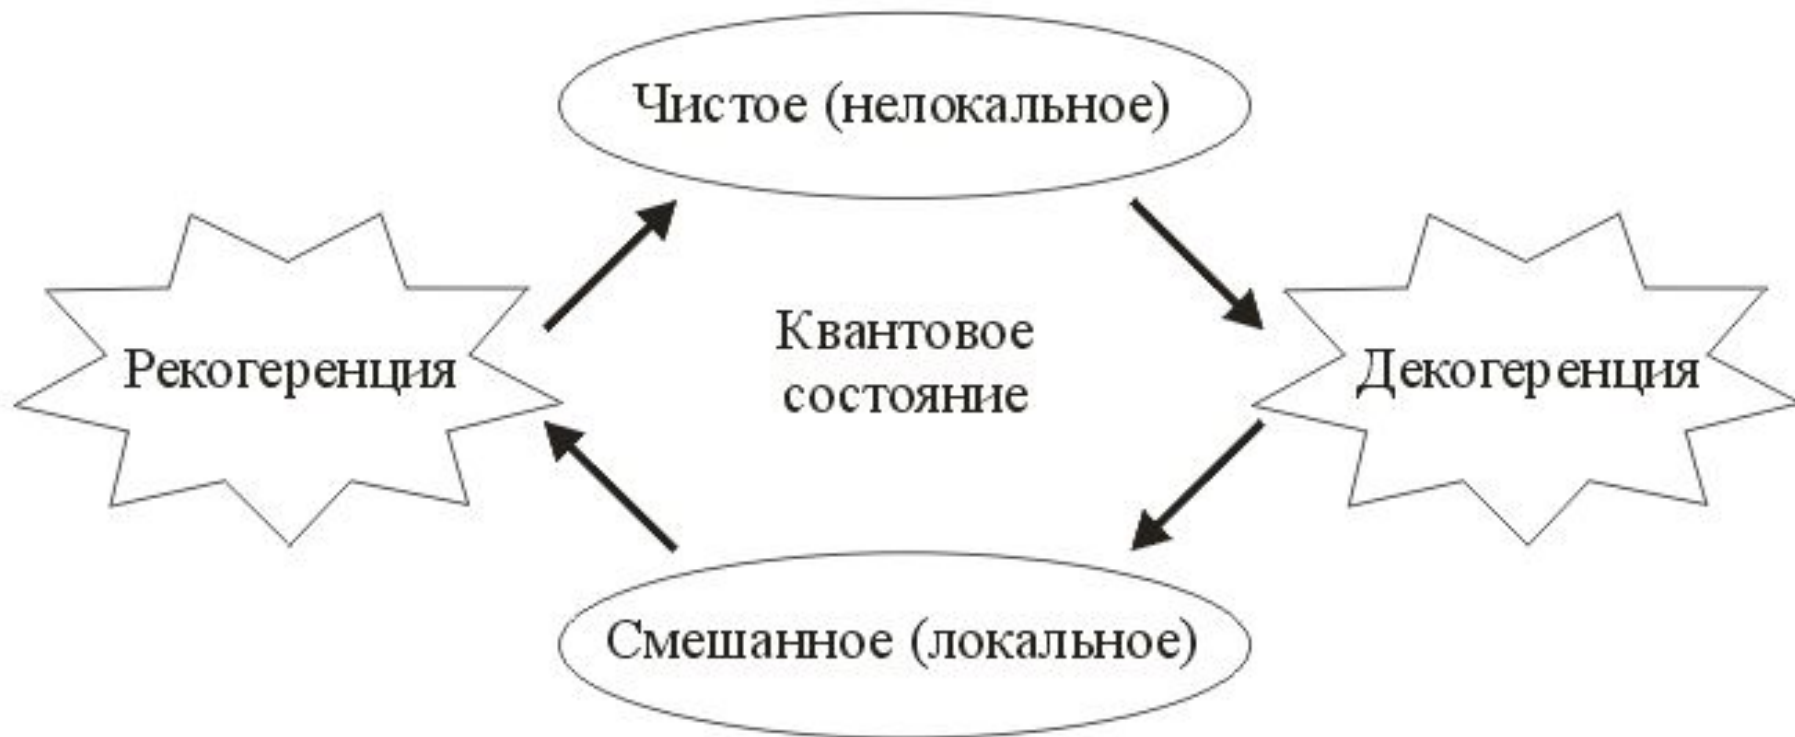 Чистое (нелокальное)
Рекогеренция
Квантовое
состояние
Декогеренция
Смешанное (локальное)